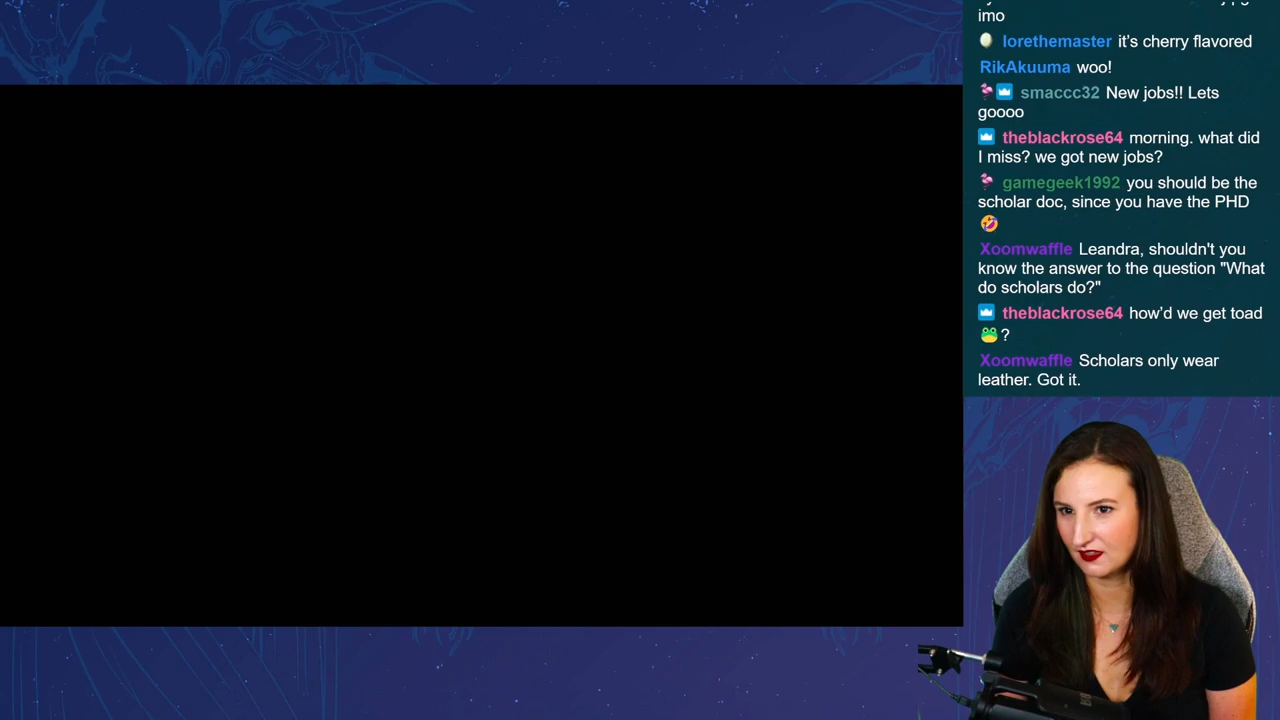 imo
lorethemaster it's cherry flavored
RikAkuuma woo!
smaccc32 New jobs!! Lets
goooo
theblackrose64 morning. what did
I miss? we got new jobs?
gamegeek1992 you should be the
scholar doc, since you have the PHD
🤣
Xoomwaffle Leandra, shouldn't you
know the answer to the question "What
do scholars do?"
theblackrose64 how'd we get toad
🐸?
Xoomwaffle Scholars only wear
leather. Got it.